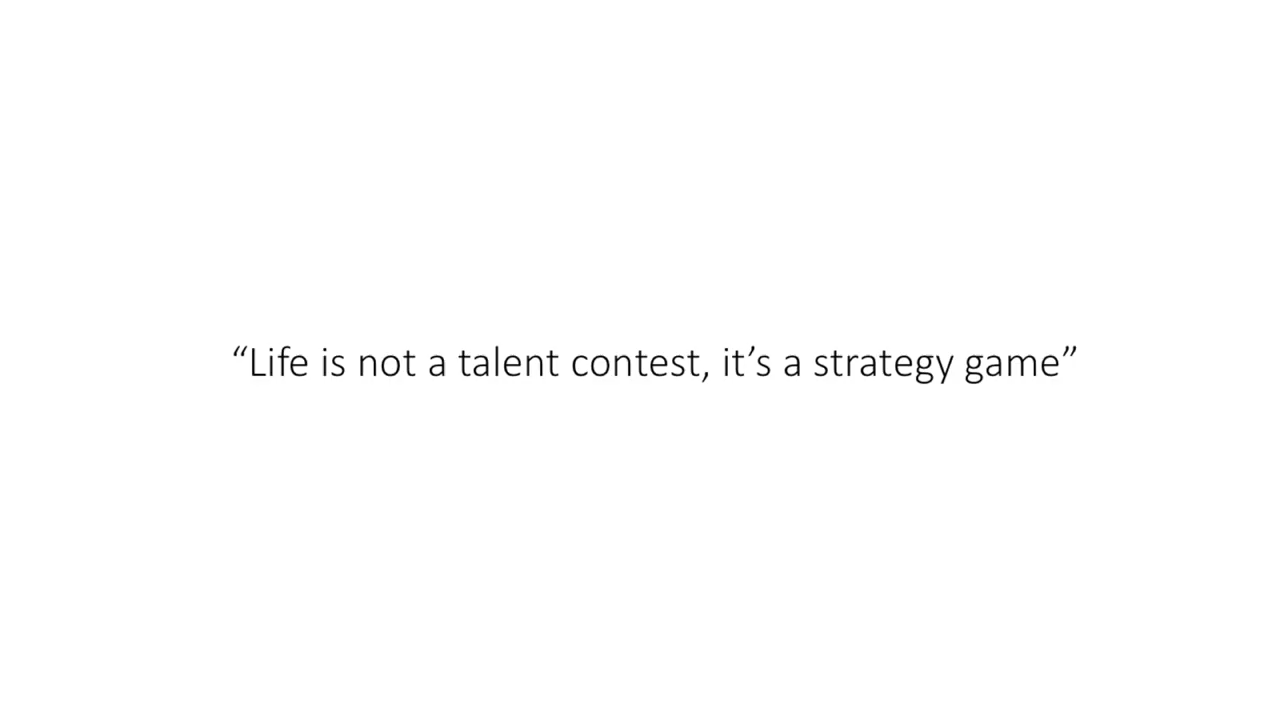 “Life is not a talent contest, it’s a strategy game”